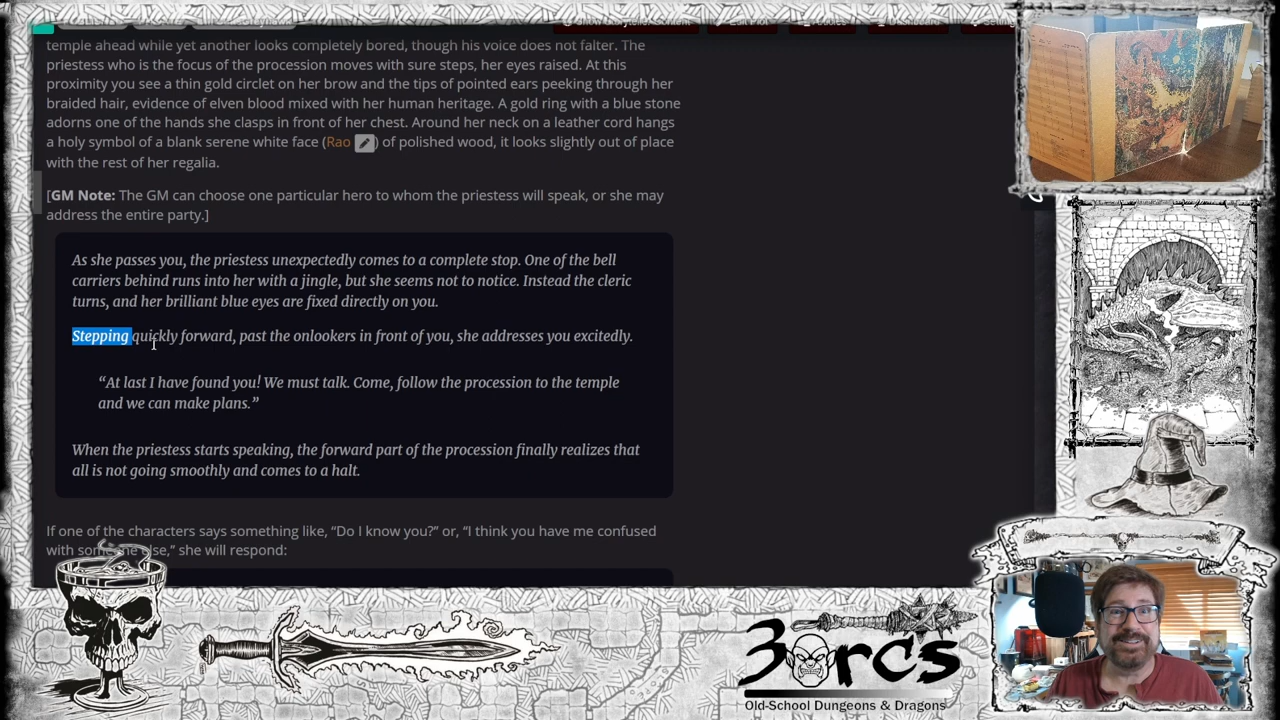 temple ahead while yet another looks completely bored, though his voice does not falter. The
priestess who is the focus of the procession moves with sure steps, her eyes raised. At this
proximity you see a thin gold circlet on her brow and the tips of pointed ears peeking through her
braided hair, evidence of elven blood mixed with her human heritage. A gold ring with a blue stone
adorns one of the hands she clasps in front of her chest. Around her neck on a leather cord hangs
a holy symbol of a blank serene white face (Rao ) of polished wood, it looks slightly out of place
with the rest of her regalia.
[GM Note: The GM can choose one particular hero to whom the priestess will speak, or she may
address the entire party.]
As she passes you, the priestess unexpectedly comes to a complete stop. One of the bell
carriers behind runs into her with a jingle, but she seems not to notice. Instead the cleric
turns, and her brilliant blue eyes are fixed directly on you.
Stepping quickly forward, past the onlookers in front of you, she addresses you excitedly.
“At last I have found you! We must talk. Come, follow the procession to the temple
and we can make plans.”
When the priestess starts speaking, the forward part of the procession finally realizes that
all is not going smoothly and comes to a halt.
If one of the characters says something like, “Do I know you?” or, “I think you have me confused
with someone else,” she will respond:
3 orcs
Old-School Dungeons & Dragons